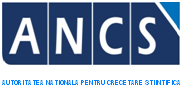 ANCS
AUTORITATEA NATIONALA PENTRU CERCETARE STIINTIFICA